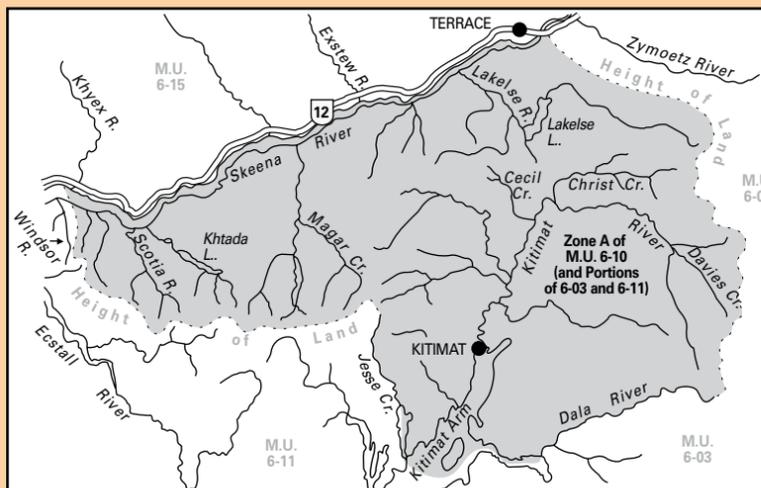 TERRACE
Zymoetz River
Exstew R.
M.U.
6-15
Khyex R.
Height of Land
12
Lakelse R.
Lakelse
L..
Skeena River
Cecil
Cr.
Christ Cr.
M.U.
Windsor
R.
Scotia R.
Khtada
L..
Magar Cr.
Kitimat River
Zone A of
M.U. 6-10
(and Portions
of 6-03 and 6-11)
Davies Cr.
Height of Land
Ecstall River
KITIMAT
Jesse Cr.
Kitimat Arm
Dala River
M.U.
6-11
M.U.
6-03